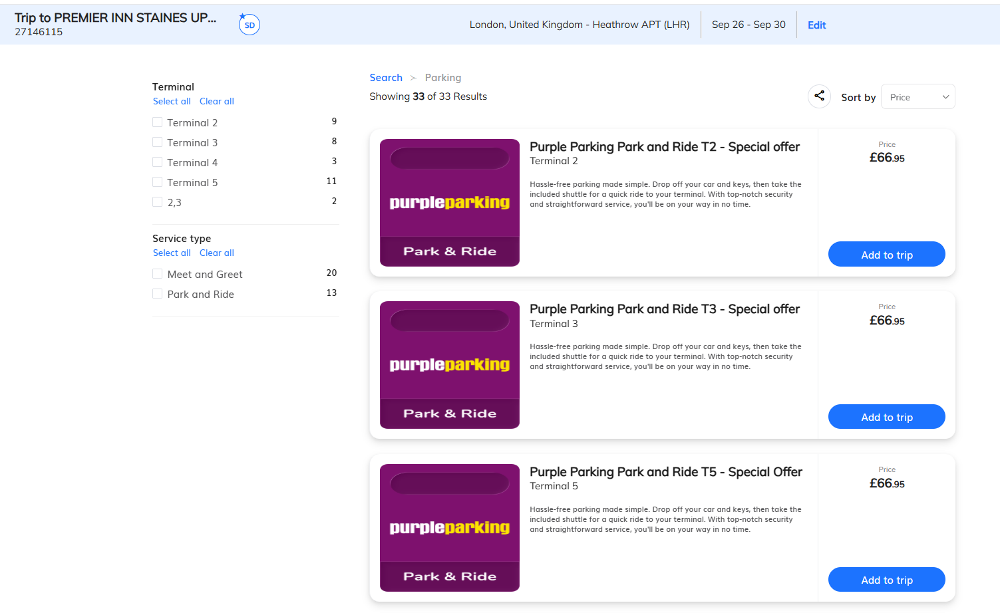 Trip to PREMIER INN STAINES UP...
27146115
SD
London, United Kingdom - Heathrow APT (LHR)
Sep 26 - Sep 30
Edit
Terminal
Select all Clear all
Terminal 2 9
Terminal 3 8
Terminal 4 3
Terminal 5 11
2,3 2
Service type
Select all Clear all
Meet and Greet 20
Park and Ride 13
Search > Parking
Showing 33 of 33 Results
Sort by Price
purpleparking
Park & Ride
Purple Parking Park and Ride T2 - Special offer
Terminal 2
Hassle-free parking made simple. Drop off your car and keys, then take the
included shuttle for a quick ride to your terminal. With top-notch security
and straightforward service, you'll be on your way in no time.
Price
£66.95
Add to trip
purpleparking
Park & Ride
Purple Parking Park and Ride T3 - Special offer
Terminal 3
Hassle-free parking made simple. Drop off your car and keys, then take the
included shuttle for a quick ride to your terminal. With top-notch security
and straightforward service, you'll be on your way in no time.
Price
£66.95
Add to trip
purpleparking
Park & Ride
Purple Parking Park and Ride T5 - Special Offer
Terminal 5
Hassle-free parking made simple. Drop off your car and keys, then take the
included shuttle for a quick ride to your terminal. With top-notch security
and straightforward service, you'll be on your way in no time.
Price
£66.95
Add to trip